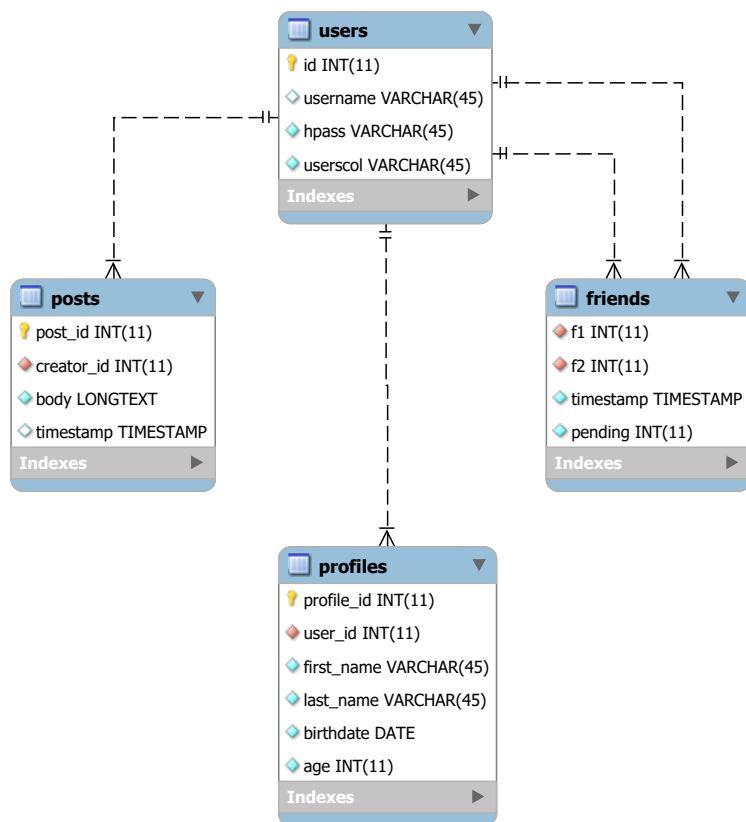 users
id INT(11)
username VARCHAR(45)
hpass VARCHAR(45)
userscol VARCHAR(45)
Indexes
posts
post_id INT(11)
creator_id INT(11)
body LONGTEXT
timestamp TIMESTAMP
Indexes
friends
f1 INT(11)
f2 INT(11)
timestamp TIMESTAMP
pending INT(11)
Indexes
profiles
profile_id INT(11)
user_id INT(11)
first_name VARCHAR(45)
last_name VARCHAR(45)
birthdate DATE
age INT(11)
Indexes